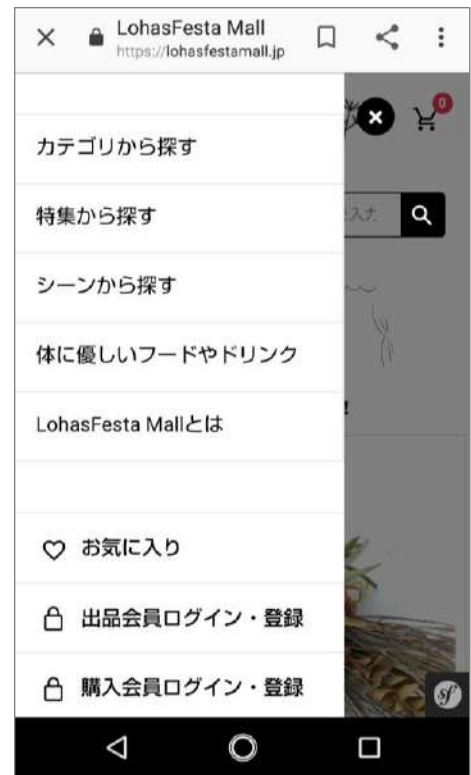 LohasFesta Mall
https://lohasfestamall.jp
0
カテゴリから探す
特集から探す
シーンから探す
体に優しいフードやドリンク
LohasFesta Mallとは
お気に入り
出品会員ログイン・登録
購入会員ログイン・登録
sf